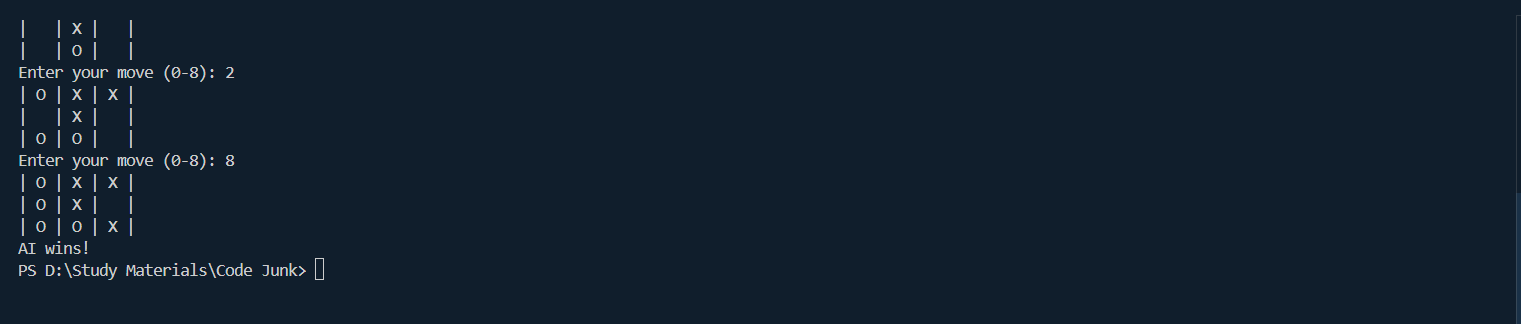 |   | X |   |
|   | O |   |
Enter your move (0-8): 2
| O | X | X |
|   | X |   |
| O | O |   |
Enter your move (0-8): 8
| O | X | X |
| O | X |   |
| O | O | X |
AI wins!
PS D:\Study Materials\Code Junk>